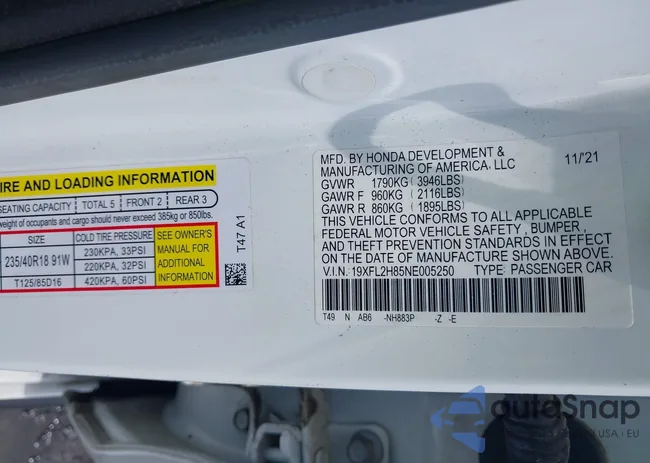 IRE AND LOADING INFORMATION
SEATING CAPACITY TOTAL 5 FRONT 2 REAR 3
weight of occupants and cargo should never exceed 385kg or 850lbs.
SIZE COLD TIRE PRESSURE SEE OWNER'S
235/40R18 91W 230KPA, 33PSI MANUAL FOR
220KPA, 32PSI ADDITIONAL
T125/85D16 420KPA, 60PSI INFORMATION
T47 A1
MFD. BY HONDA DEVELOPMENT & 11/21
MANUFACTURING OF AMERICA, LLC
GVWR 1790KG (3946LBS)
GAWR F 960KG (2116LBS)
GAWR R 860KG (1895LBS)
THIS VEHICLE CONFORMS TO ALL APPLICABLE
FEDERAL MOTOR VEHICLE SAFETY , BUMPER ,
AND THEFT PREVENTION STANDARDS IN EFFECT
ON THE DATE OF MANUFACTURE SHOWN ABOVE.
V.I.N. 19XFL2H85NE005250 TYPE: PASSENGER CAR
T49 N AB6 -NH883P -Z -E
autoSnap
USA • EU